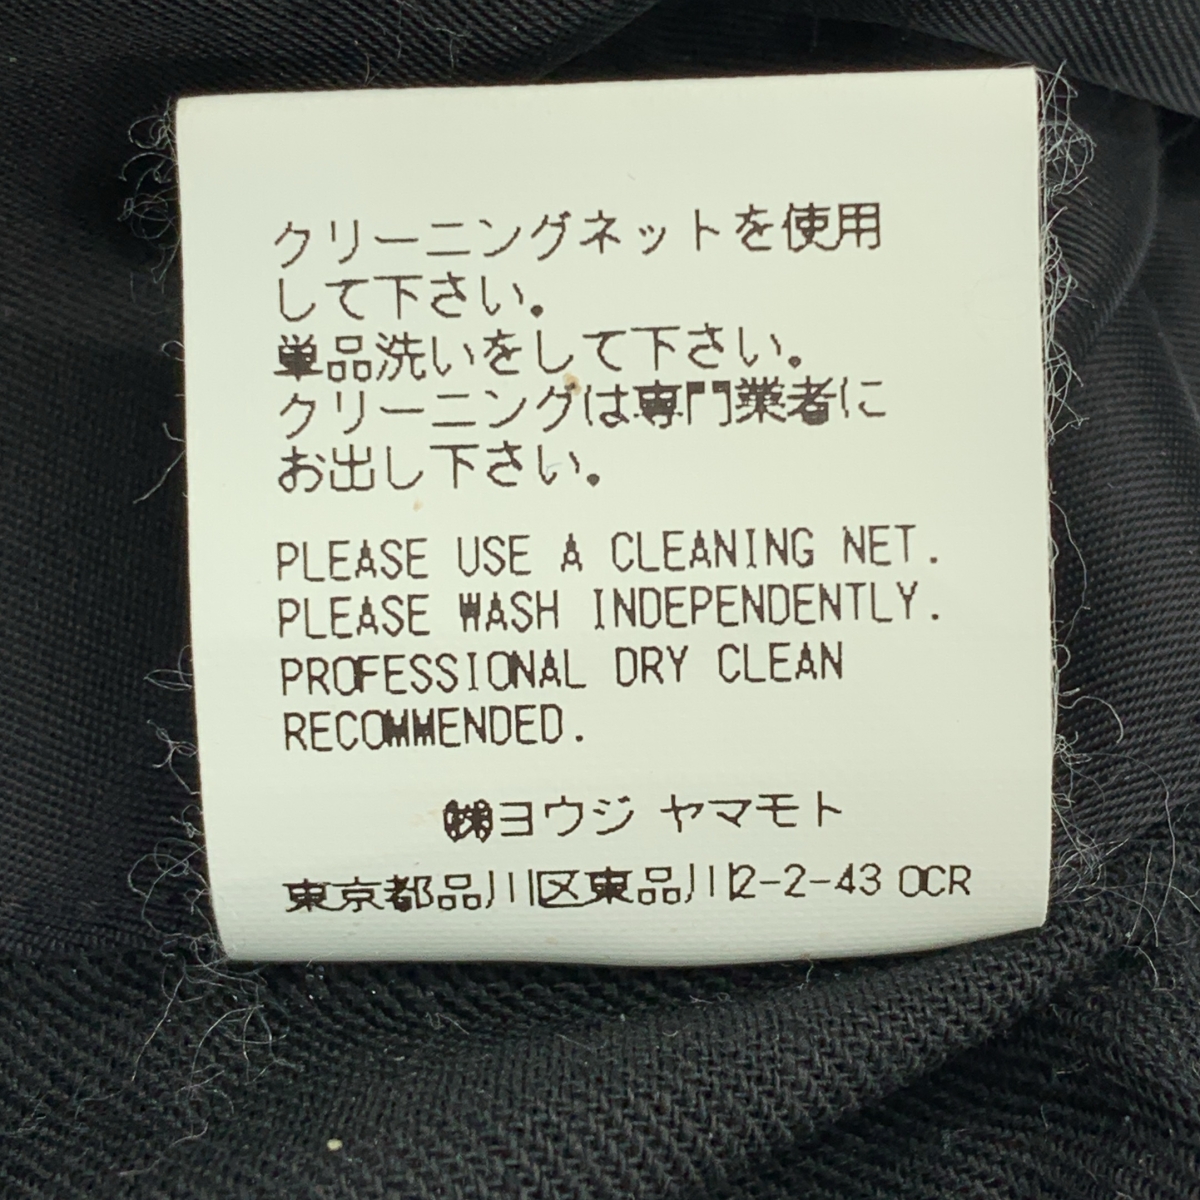 クリーニングネットを使用
して下さい。
単品洗いをして下さい。
クリーニングは専門業者に
お出し下さい。
PLEASE USE A CLEANING NET.
PLEASE WASH INDEPENDENTLY.
PROFESSIONAL DRY CLEAN
RECOMMENDED.
㈱ヨウジ ヤマモト
東京都品川区東品川2-2-43 OCR